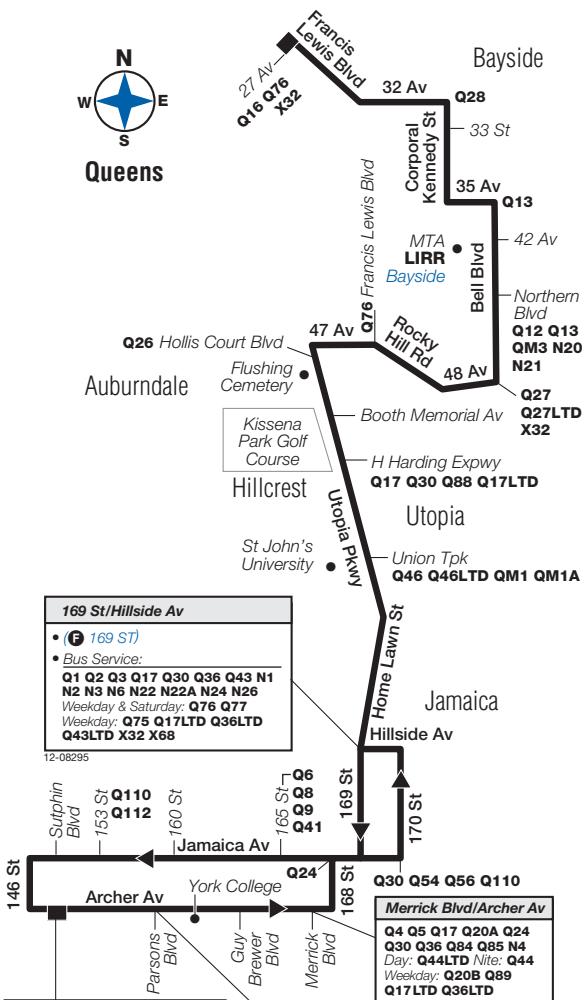 N
W
E
S
Queens
Francis
Lewis Blvd
Bayside
27 Av
Q16 Q76
X32
32 Av
Q28
33 St
Corporal
Kennedy St
35 Av
Q13
42 Av
MTA
LIRR
Bayside
Bell Blvd
Northern
Blvd
Q12 Q13
QM3 N20
N21
Q76 Francis Lewis Blvd
47 Av
Rocky
Hill Rd
48 Av
Q27
Q27LTD
X32
Q26 Hollis Court Blvd
Flushing
Cemetery
Auburndale
Booth Memorial Av
Kissena
Park Golf
Course
H Harding Expwy
Q17 Q30 Q88 Q17LTD
Hillcrest
Utopia
Utopia Pkwy
St John's
University
Union Tpk
Q46 Q46LTD QM1 QM1A
169 St/Hillside Av
• (F 169 ST)
• Bus Service:
Q1 Q2 Q3 Q17 Q30 Q36 Q43 N1
N2 N3 N6 N22 N22A N24 N26
Weekday & Saturday: Q76 Q77
Weekday: Q75 Q17LTD Q36LTD
Q43LTD X32 X68
12-08295
Home Lawn St
Jamaica
Hillside Av
169 St
170 St
Sutphin
Blvd
153 St
Q110
Q112
160 St
165 St
Q6
Q8
Q9
Q41
Jamaica Av
Q24
168 St
Q30 Q54 Q56 Q110
146 St
Archer Av
York College
Parsons
Blvd
Guy
Brewer
Blvd
Merrick
Blvd
Merrick Blvd/Archer Av
Q4 Q5 Q17 Q20A Q24
Q30 Q36 Q84 Q85 N4
Day: Q44LTD Nite: Q44
Weekday: Q20B Q89
Q17LTD Q36LTD